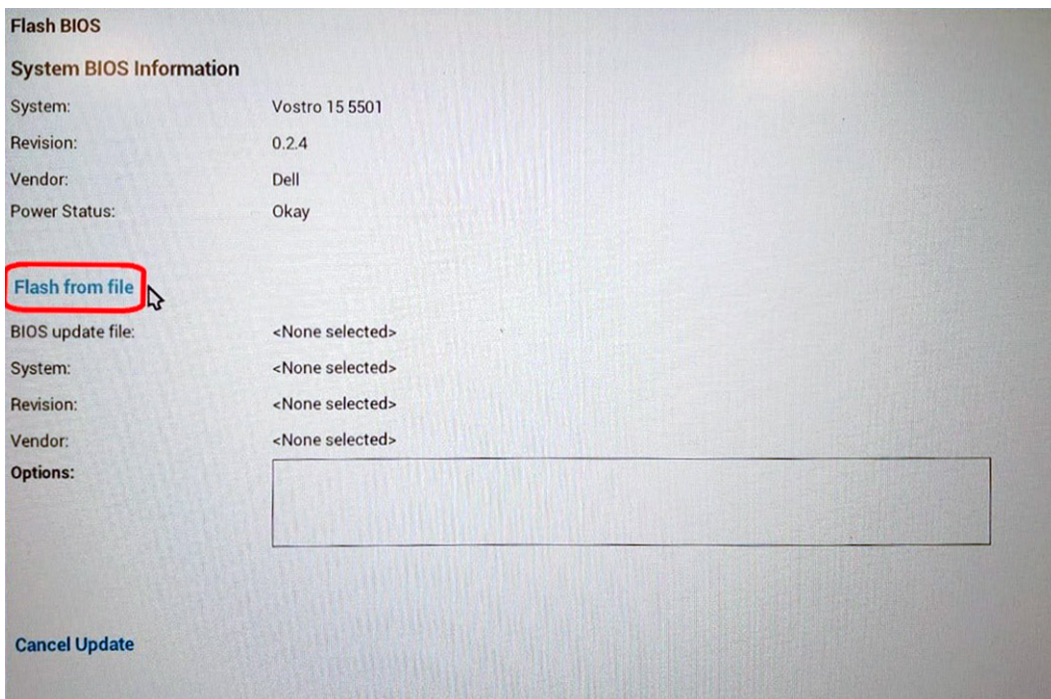 Flash BIOS
System BIOS Information
System: Vostro 15 5501
Revision: 0.2.4
Vendor: Dell
Power Status: Okay
Flash from file
BIOS update file: <None selected>
System: <None selected>
Revision: <None selected>
Vendor: <None selected>
Options:
Cancel Update